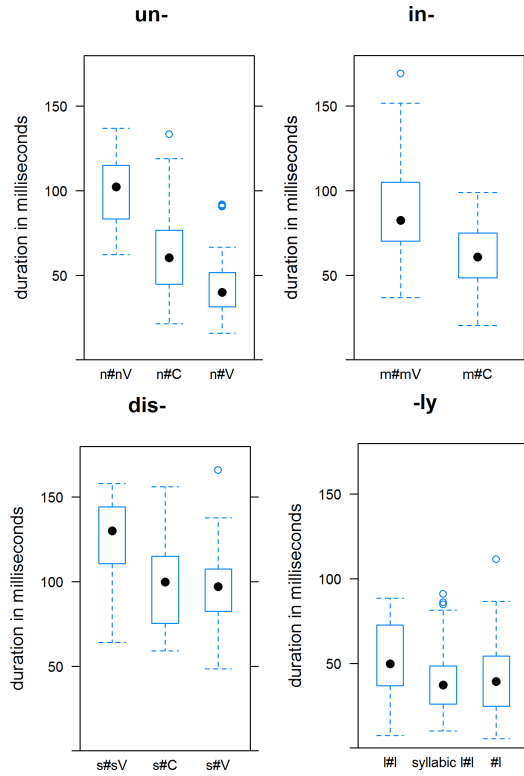 un-
in-
duration in milliseconds
150
100
50
n#nV n#C n#V
duration in milliseconds
150
100
50
m#mV m#C
dis-
-ly
duration in milliseconds
150
100
50
s#sV s#C s#V
duration in milliseconds
150
100
50
l#l syllabic l#l #l